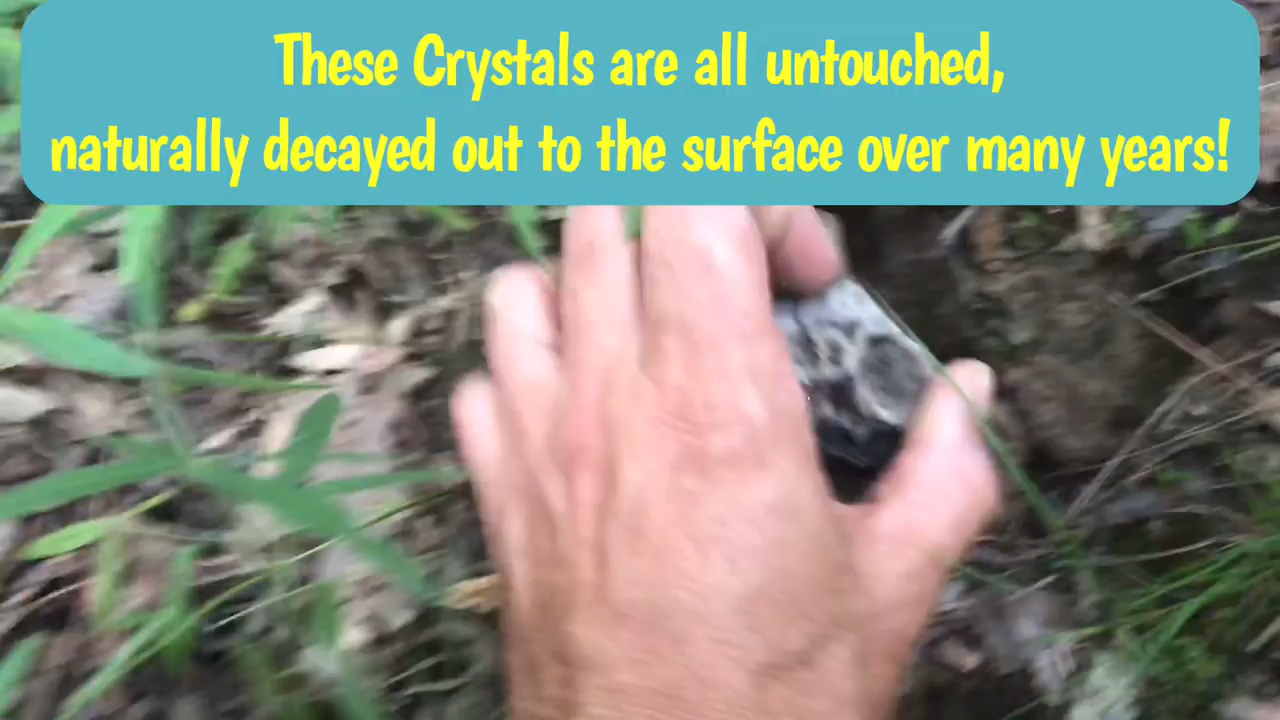 These Crystals are all untouched,
naturally decayed out to the surface over many years!